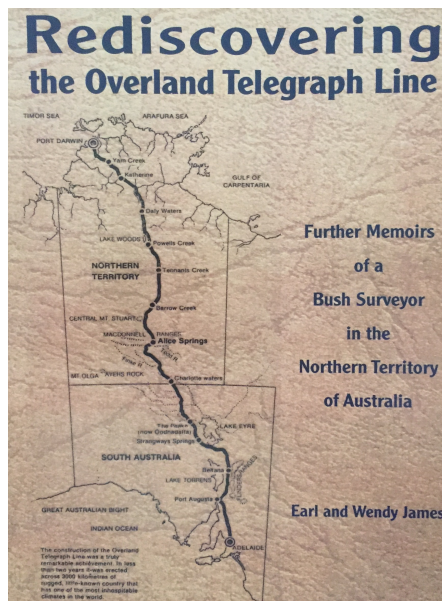 Rediscovering
the Overland Telegraph Line
TIMOR SEA
ARAFURA SEA
PORT DARWIN
Yam Creek
Katherine
GULF OF
CARPENTARIA
Daly Waters
LAKE WOODS
Powells Creek
NORTHERN
TERRITORY
Tennants Creek
Barrow Creek
CENTRAL MT. STUART
MACDONNELL RANGES
Alice Springs
Finke R
MT. OLGA AYERS ROCK
Charlotte waters
The Peake
(now Oodnadatta)
LAKE EYRE
Strangways Springs
SOUTH AUSTRALIA
Beltana
LAKE TORRENS
FLINDERS RANGES
Port Augusta
GREAT AUSTRALIAN BIGHT
INDIAN OCEAN
ADELAIDE
The construction of the Overland
Telegraph Line was a truly
remarkable achievement. In less
than two years it was erected
across 3000 kilometres of
rugged, little-known country that
has one of the most inhospitable
climates in the world.
Further Memoirs
of a
Bush Surveyor
in the
Northern Territory
of Australia
Earl and Wendy James